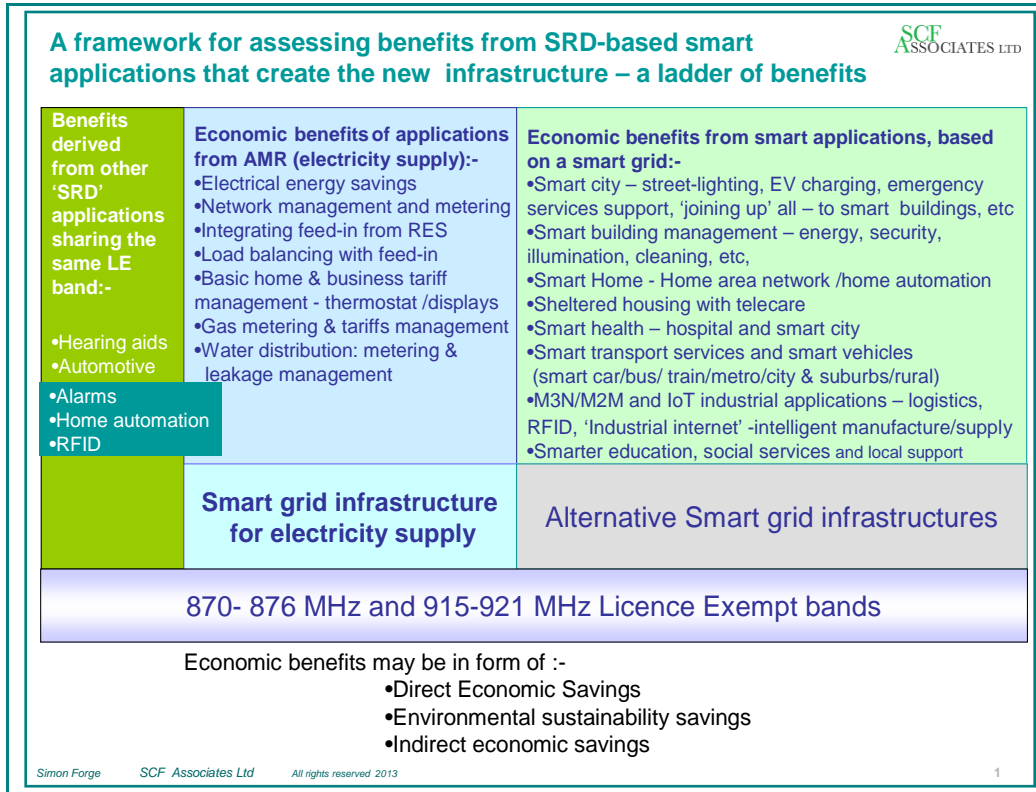 A framework for assessing benefits from SRD-based smart
applications that create the new infrastructure – a ladder of benefits
SCF
ASSOCIATES LTD
Benefits
derived
from other
‘SRD’
applications
sharing the
same LE
band:-
•Hearing aids
•Automotive
•Alarms
•Home automation
•RFID
Economic benefits of applications
from AMR (electricity supply):-
•Electrical energy savings
•Network management and metering
•Integrating feed-in from RES
•Load balancing with feed-in
•Basic home & business tariff
management - thermostat /displays
•Gas metering & tariffs management
•Water distribution: metering &
leakage management
Economic benefits from smart applications, based
on a smart grid:-
•Smart city – street-lighting, EV charging, emergency
services support, ‘joining up’ all – to smart buildings, etc
•Smart building management – energy, security,
illumination, cleaning, etc,
•Smart Home - Home area network /home automation
•Sheltered housing with telecare
•Smart health – hospital and smart city
•Smart transport services and smart vehicles
(smart car/bus/ train/metro/city & suburbs/rural)
•M3N/M2M and IoT industrial applications – logistics,
RFID, ‘Industrial internet’ -intelligent manufacture/supply
•Smarter education, social services and local support
Smart grid infrastructure
for electricity supply
Alternative Smart grid infrastructures
870- 876 MHz and 915-921 MHz Licence Exempt bands
Economic benefits may be in form of :-
•Direct Economic Savings
•Environmental sustainability savings
•Indirect economic savings
Simon Forge SCF Associates Ltd All rights reserved 2013 1